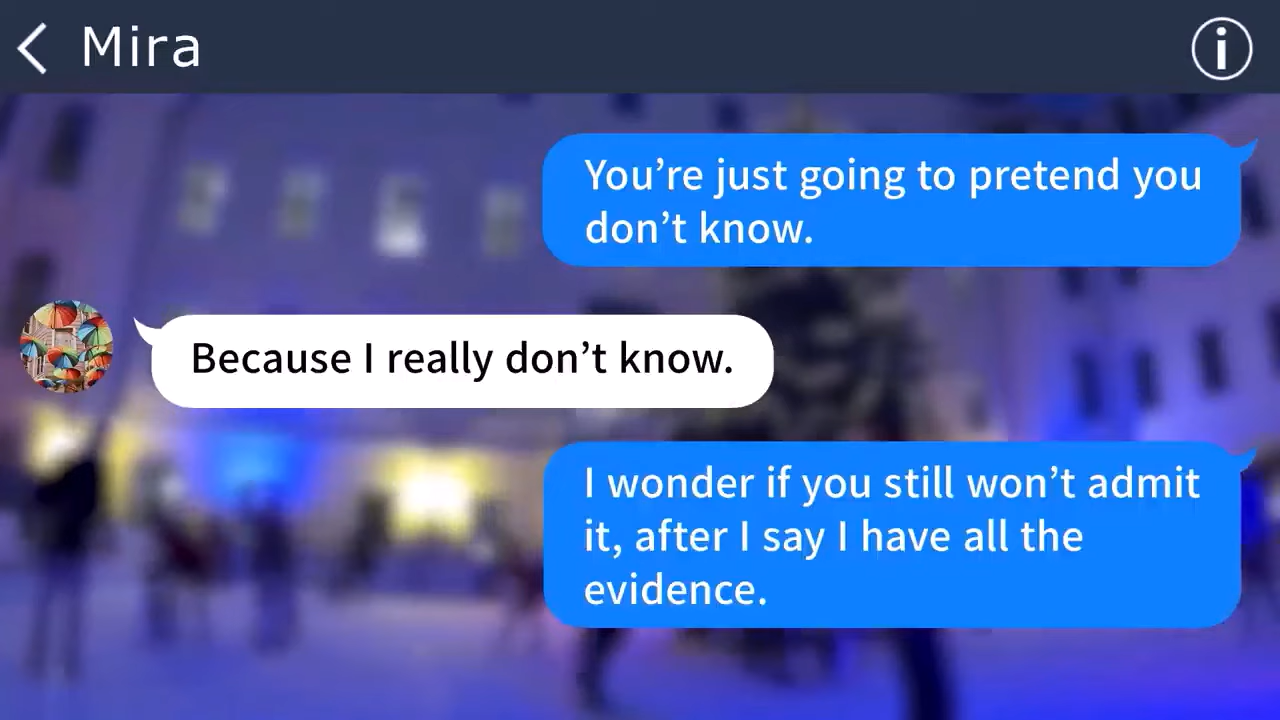 Mira
You’re just going to pretend you
don’t know.
Because I really don’t know.
I wonder if you still won’t admit
it, after I say I have all the
evidence.